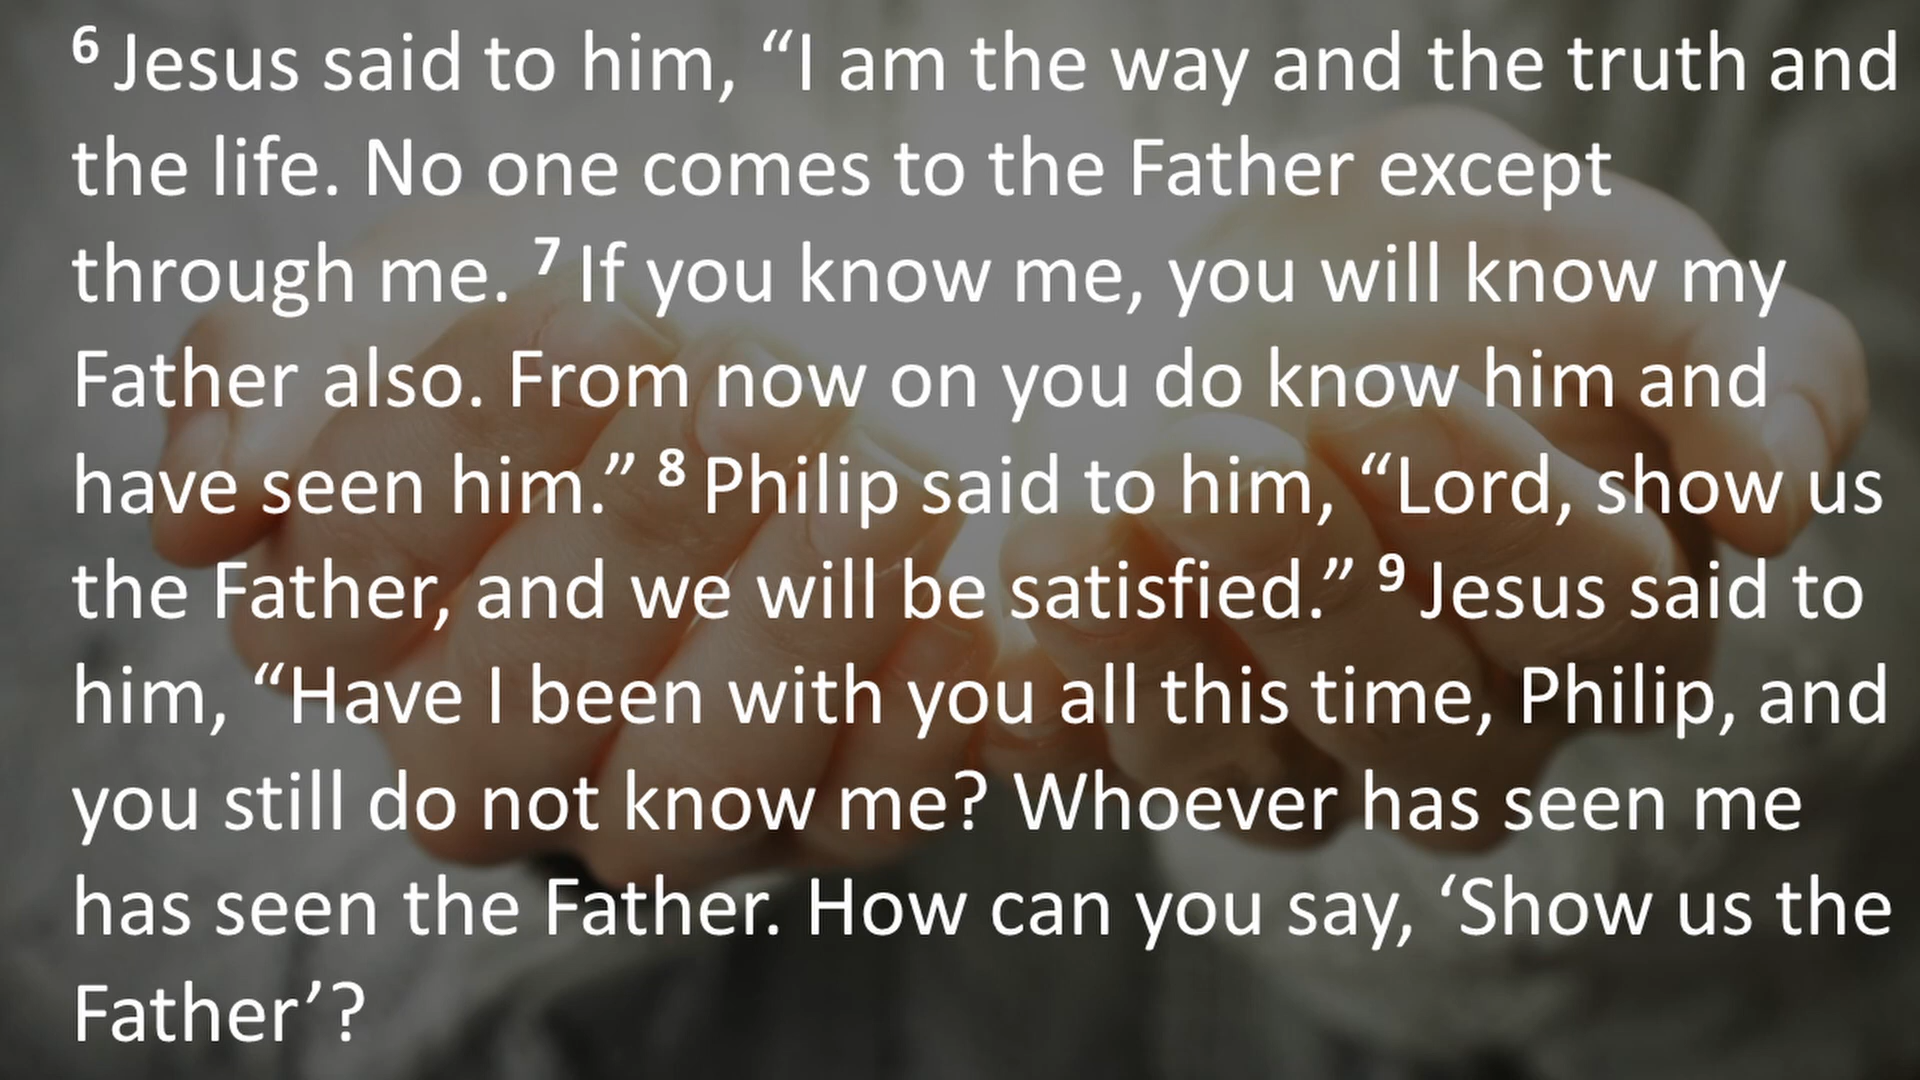 ⁶ Jesus said to him, “I am the way and the truth and
the life. No one comes to the Father except
through me. ⁷ If you know me, you will know my
Father also. From now on you do know him and
have seen him.” ⁸ Philip said to him, “Lord, show us
the Father, and we will be satisfied.” ⁹ Jesus said to
him, “Have I been with you all this time, Philip, and
you still do not know me? Whoever has seen me
has seen the Father. How can you say, ‘Show us the
Father’?